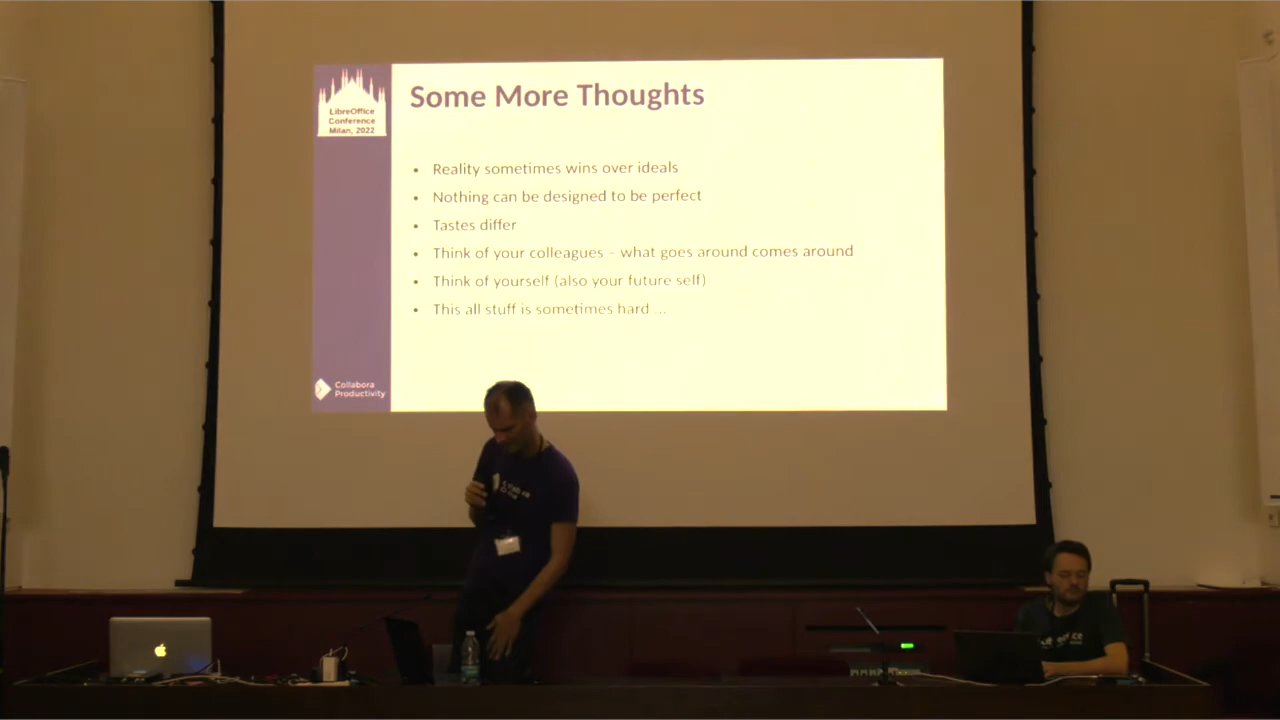 Some More Thoughts
LibreOffice
Conference
Milan, 2022
• Reality sometimes wins over ideals
• Nothing can be designed to be perfect
• Tastes differ
• Think of your colleagues - what goes around comes around
• Think of yourself (also your future self)
• This all stuff is sometimes hard ...
Collabora
Productivity